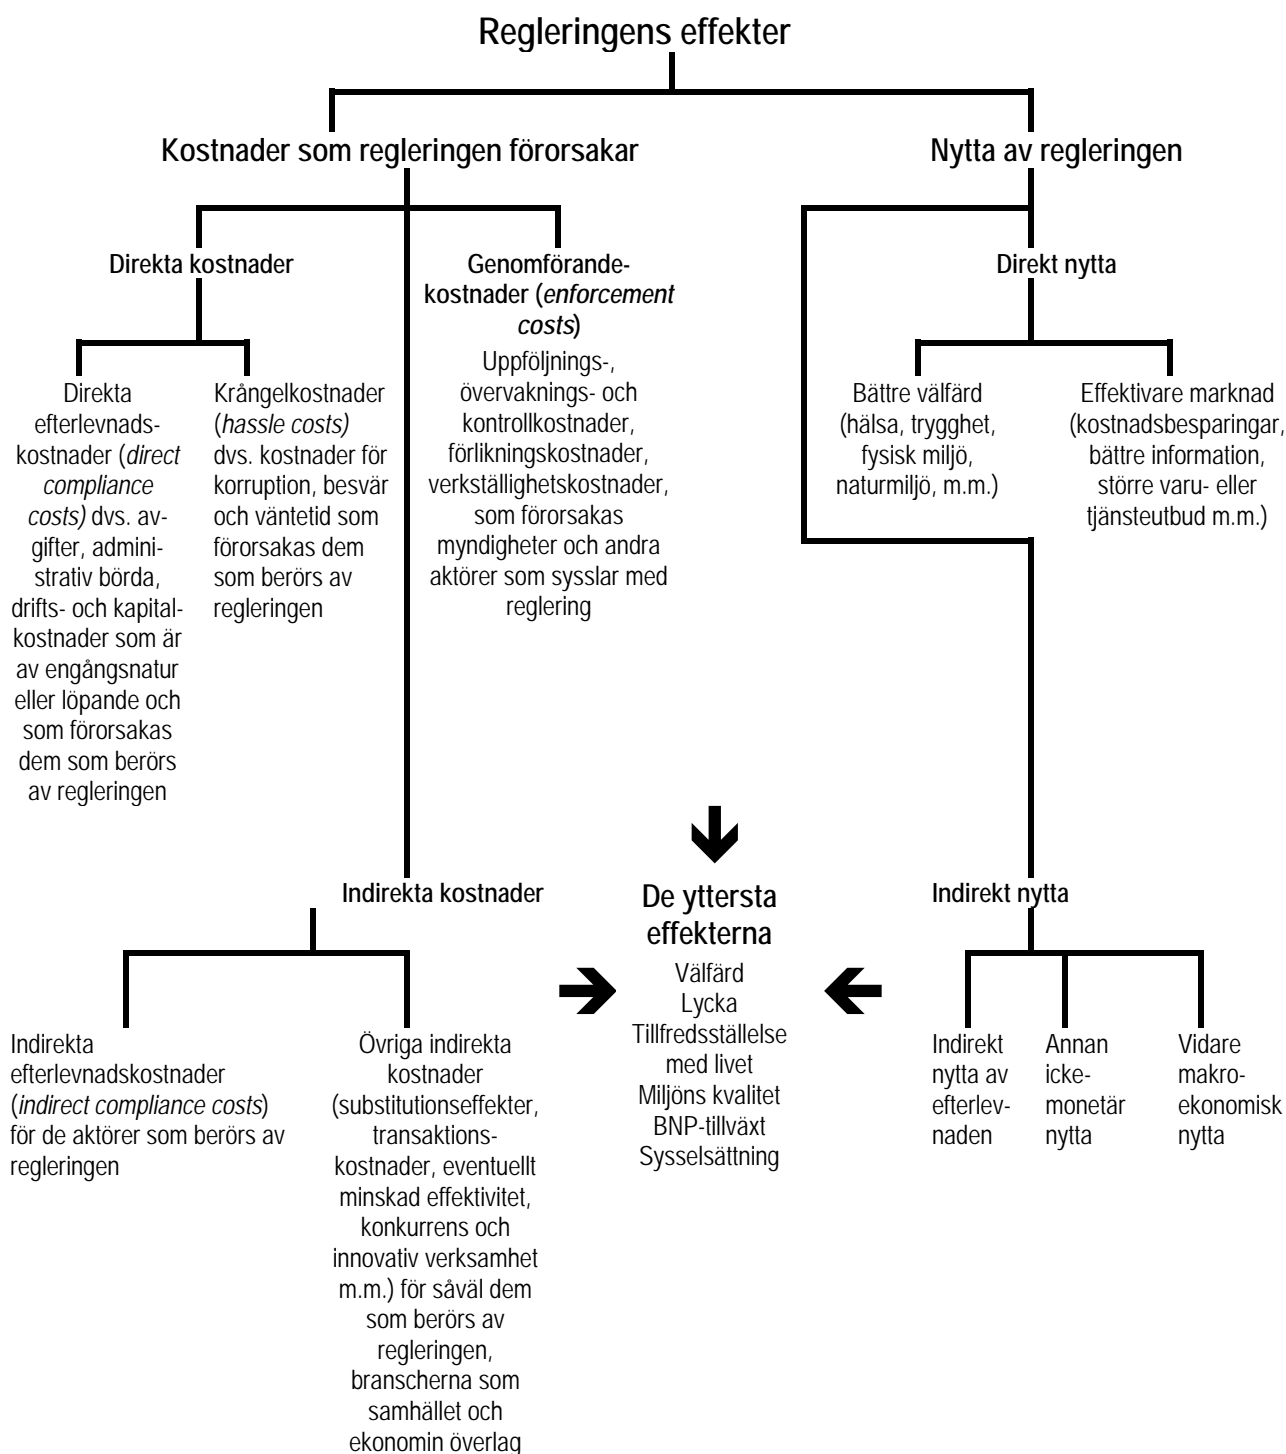 Regleringens effekter
Kostnader som regleringen förorsakar
Nytta av regleringen
Direkta kostnader
Genomförande-
kostnader (enforcement
costs)
Uppföljnings-,
övervaknings- och
kontrollkostnader,
förlikningskostnader,
verkställighetskostnader,
som förorsakas
myndigheter och andra
aktörer som sysslar med
reglering
Direkt nytta
Direkta
efterlevnads-
kostnader (direct
compliance
costs) dvs. av-
gifter, admini-
strativ börda,
drifts- och kapital-
kostnader som är
av engångsnatur
eller löpande och
som förorsakas
dem som berörs
av regleringen
Krångelkostnader
(hassle costs)
dvs. kostnader för
korruption, besvär
och väntetid som
förorsakas dem
som berörs av
regleringen
Bättre välfärd
(hälsa, trygghet,
fysisk miljö,
naturmiljö, m.m.)
Effektivare marknad
(kostnadsbesparingar,
bättre information,
större varu- eller
tjänsteutbud m.m.)
Indirekta kostnader
De yttersta
effekterna
Välfärd
Lycka
Tillfredsställelse
med livet
Miljöns kvalitet
BNP-tillväxt
Sysselsättning
Indirekt nytta
Indirekta
efterlevnadskostnader
(indirect compliance costs)
för de aktörer som berörs av
regleringen
Övriga indirekta
kostnader
(substitutionseffekter,
transaktions-
kostnader, eventuellt
minskad effektivitet,
konkurrens och
innovativ verksamhet
m.m.) för såväl dem
som berörs av
regleringen,
branscherna som
samhället och
ekonomin överlag
Indirekt
nytta av
efterlev-
naden
Annan
icke-
monetär
nytta
Vidare
makro-
ekonomisk
nytta